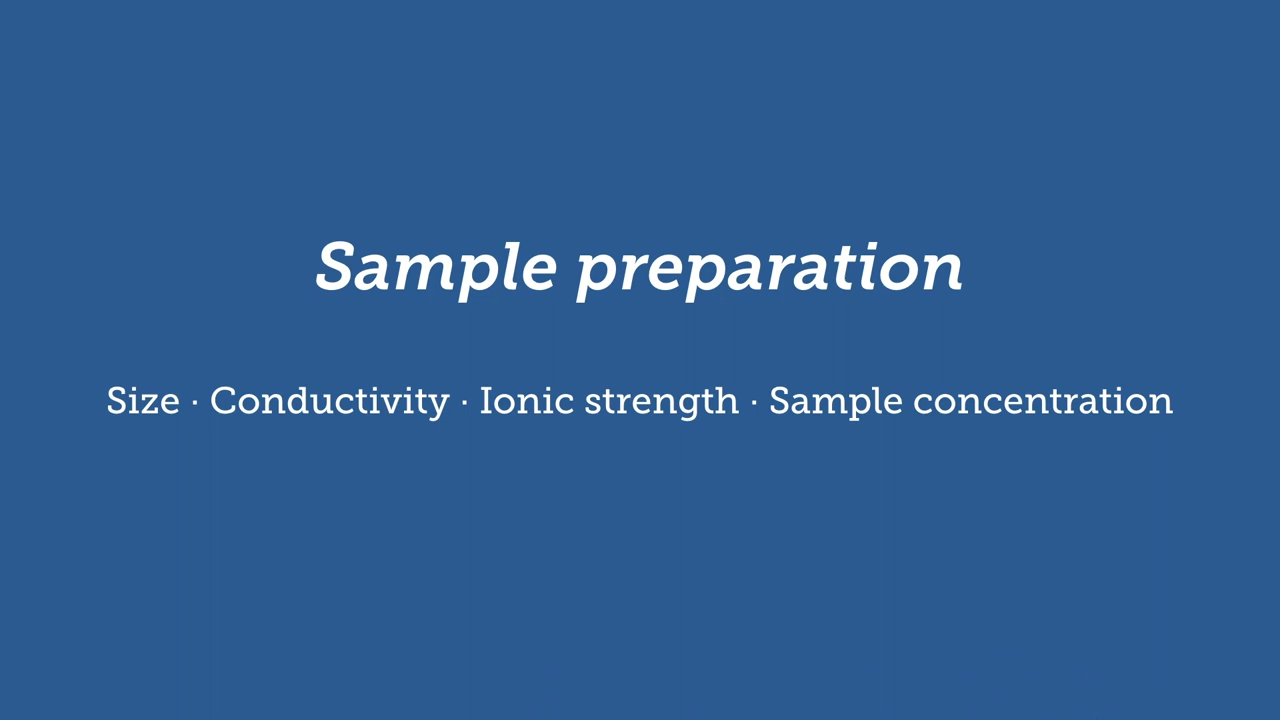 Sample preparation
Size · Conductivity · Ionic strength · Sample concentration